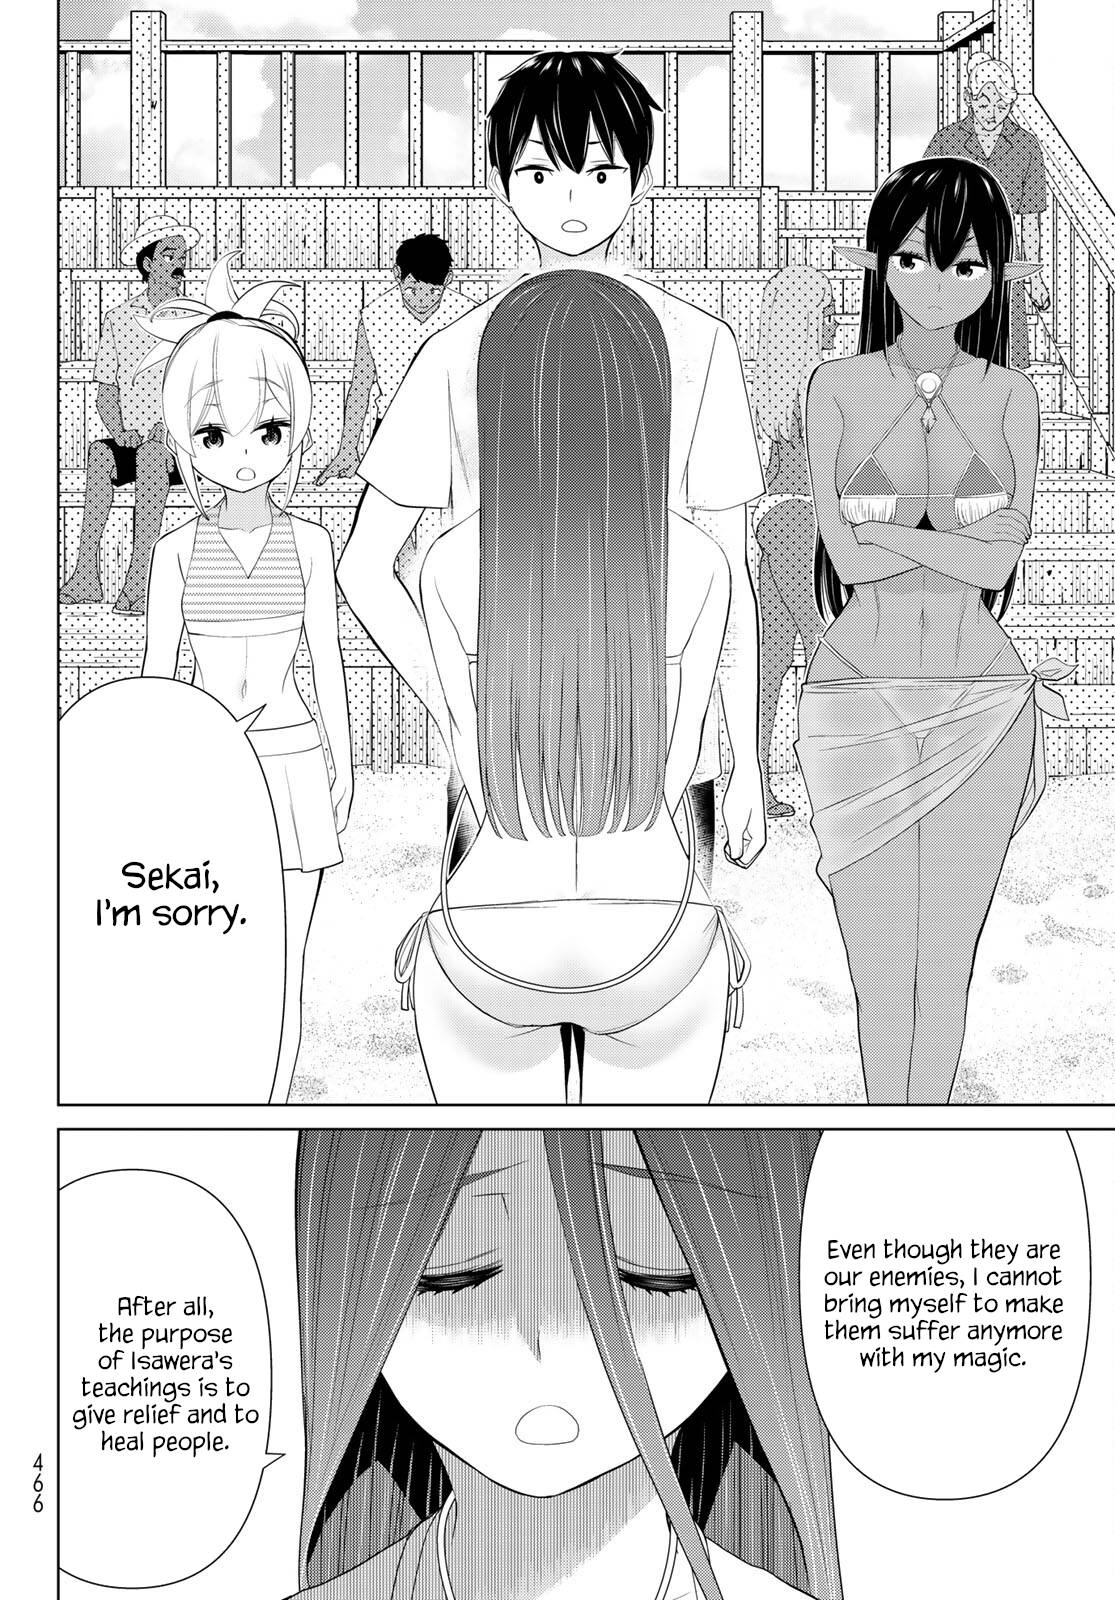 Sekai,
I'm sorry.
Even though they are
our enemies, I cannot
bring myself to make
them suffer anymore
with my magic.
After all,
the purpose
of Isawera's
teachings is to
give relief and to
heal people.
466